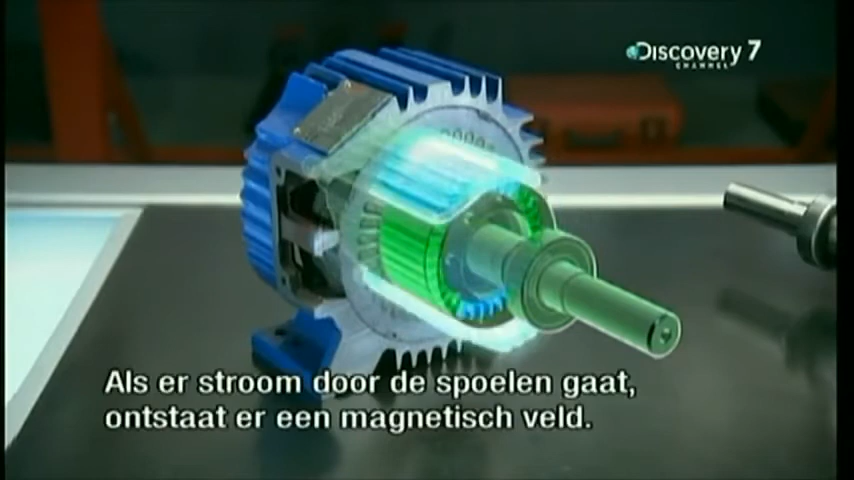 Discovery 7
CHANNEL
Als er stroom door de spoelen gaat,
ontstaat er een magnetisch veld.